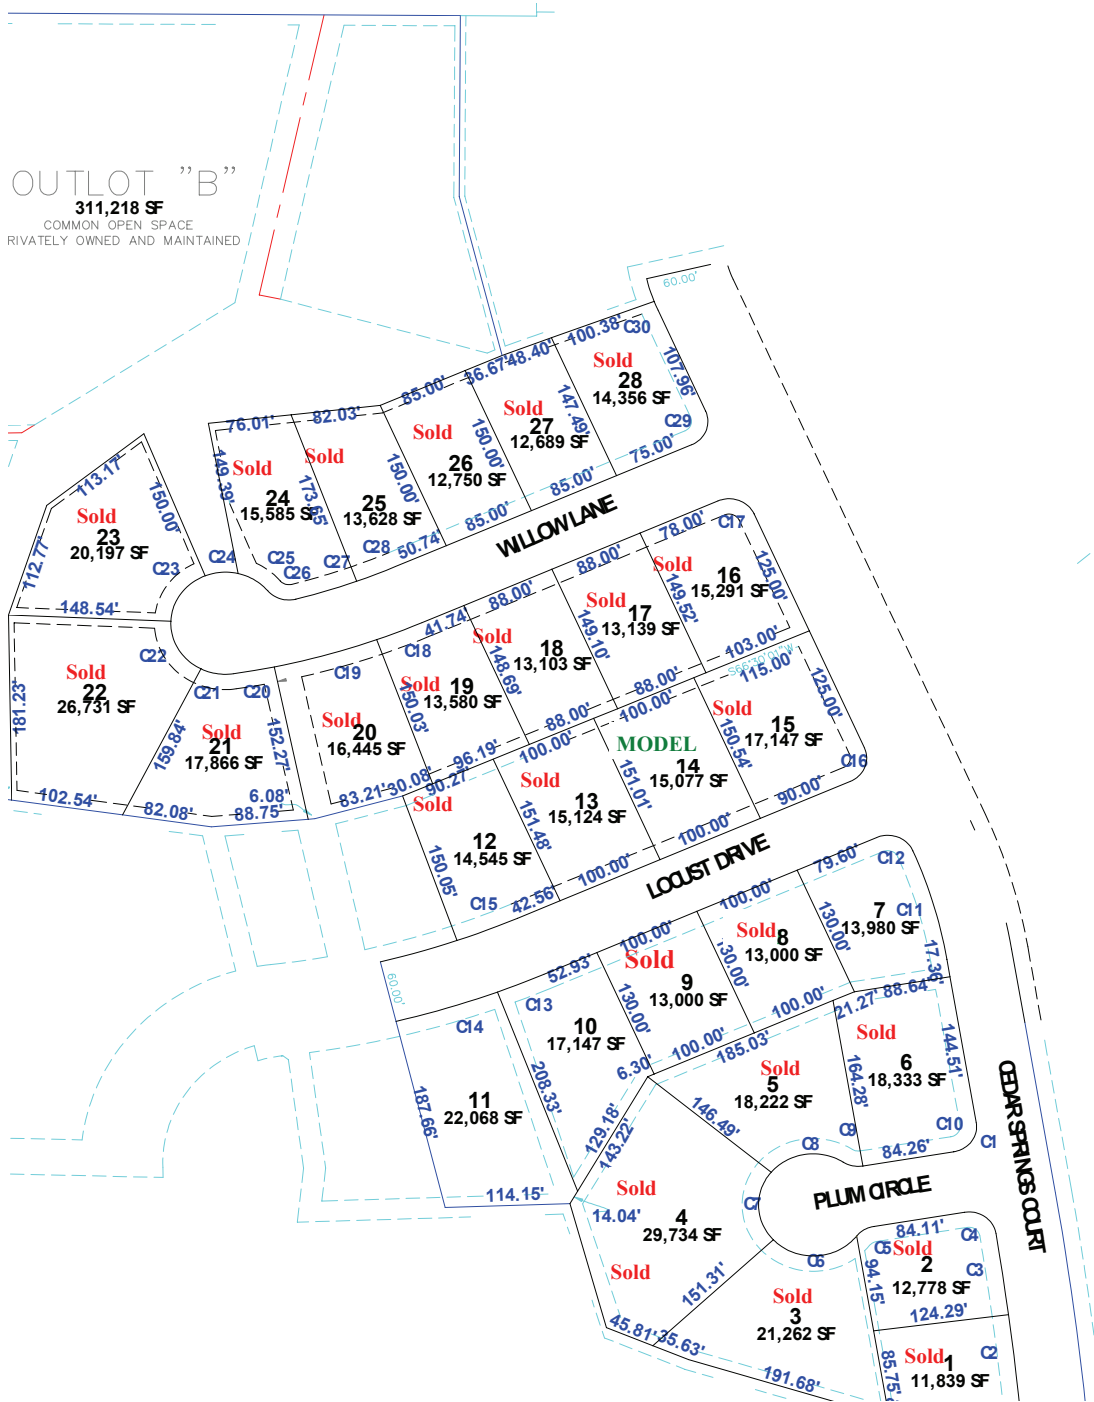 OUTLOT "B"
311,218 SF
COMMON OPEN SPACE
RIVATELY OWNED AND MAINTAINED
60.00'
100.38'
C30
36.67'
48.40'
Sold
28
14,356 SF
107.96'
85.00'
Sold
27
12,689 SF
147.49'
C29
75.00'
76.01'
82.03'
Sold
26
12,750 SF
150.00'
85.00'
113.17'
149.39'
Sold
24
15,585 SF
173.65'
Sold
25
13,628 SF
150.00'
85.00'
150.00'
Sold
23
20,197 SF
112.77'
C23
C24
C25
C26
C27
C28
50.74'
WILLOW LANE
148.54'
78.00'
C17
88.00'
Sold
16
15,291 SF
125.00'
149.52'
88.00'
Sold
17
13,139 SF
149.10'
103.00'
S66°30'01"W
41.74'
Sold
18
13,103 SF
148.69'
88.00'
C22
C18
Sold
22
26,731 SF
181.23'
C21
C20
C19
Sold
19
13,580 SF
150.03'
88.00'
Sold
21
17,866 SF
159.84'
152.27'
Sold
20
16,445 SF
115.00'
125.00'
100.00'
Sold
15
17,147 SF
150.54'
C16
96.19'
100.00'
MODEL
14
15,077 SF
151.01'
90.00'
102.54'
82.08'
6.08'
88.75'
83.21'
30.08'
90.27'
Sold
13
15,124 SF
151.48'
100.00'
Sold
12
14,545 SF
150.05'
C15
42.56'
100.00'
LOCUST DRIVE
79.60'
C12
100.00'
7
13,980 SF
C11
130.00'
17.36'
100.00'
Sold
8
13,000 SF
130.00'
52.93'
Sold
9
13,000 SF
130.00'
60.00'
100.00'
21.27'
88.64'
C14
C13
10
17,147 SF
6.30'
100.00'
185.03'
Sold
6
18,333 SF
144.51'
164.28'
Sold
5
18,222 SF
208.33'
11
22,068 SF
187.66'
146.49'
129.18'
143.22'
C8
C9
C10
84.26'
C1
CEDAR SPRINGS COURT
114.15'
14.04'
Sold
4
29,734 SF
C7
PLUM CIRCLE
84.11'
C4
C6
C5
Sold
2
12,778 SF
C3
94.15'
Sold
151.31'
Sold
3
21,262 SF
124.29'
45.81'
35.63'
191.68'
85.75'
Sold
1
11,839 SF
C2